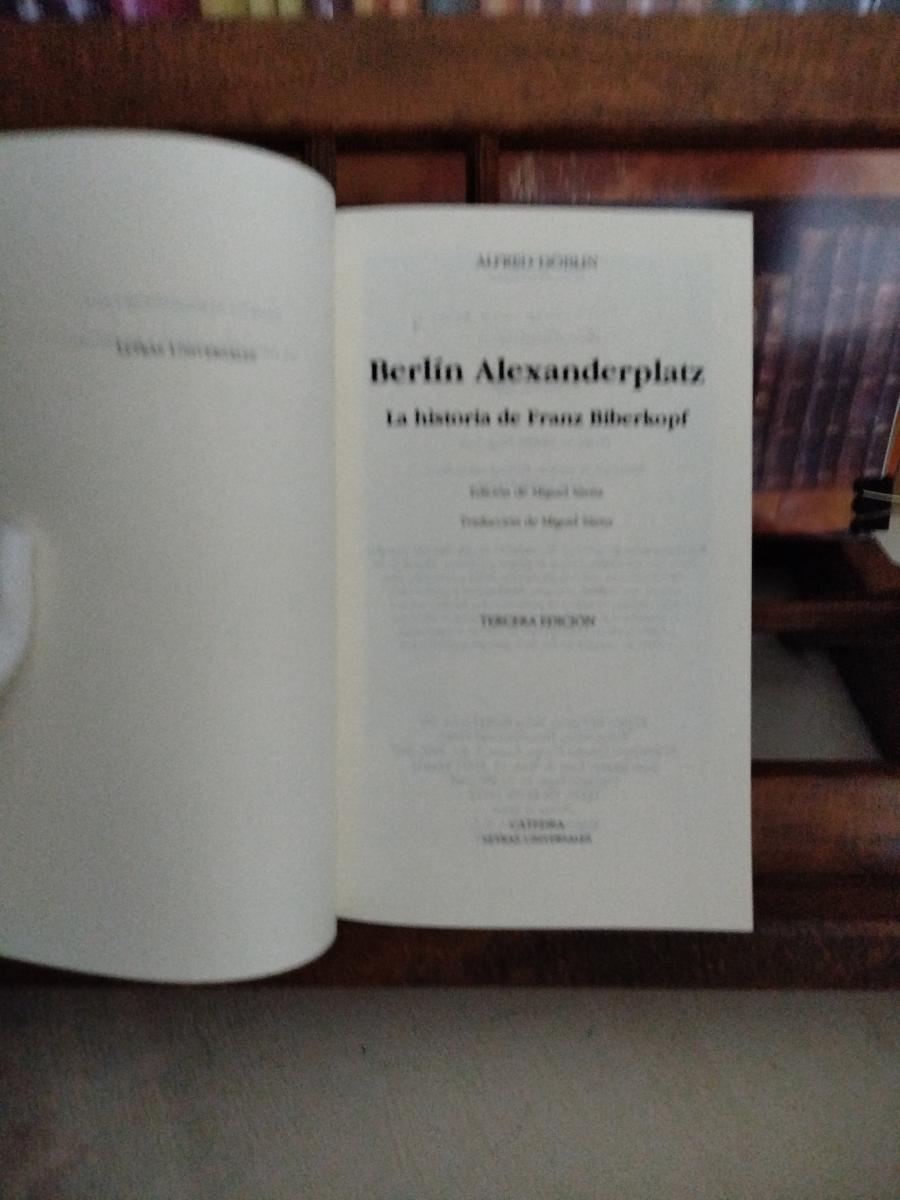 LETRAS UNIVERSALES
ALFRED DÖBLIN
Berlín Alexanderplatz
La historia de Franz Biberkopf
Edición de Miguel Sáenz
Traducción de Miguel Sáenz
TERCERA EDICIÓN
CÁTEDRA
LETRAS UNIVERSALES